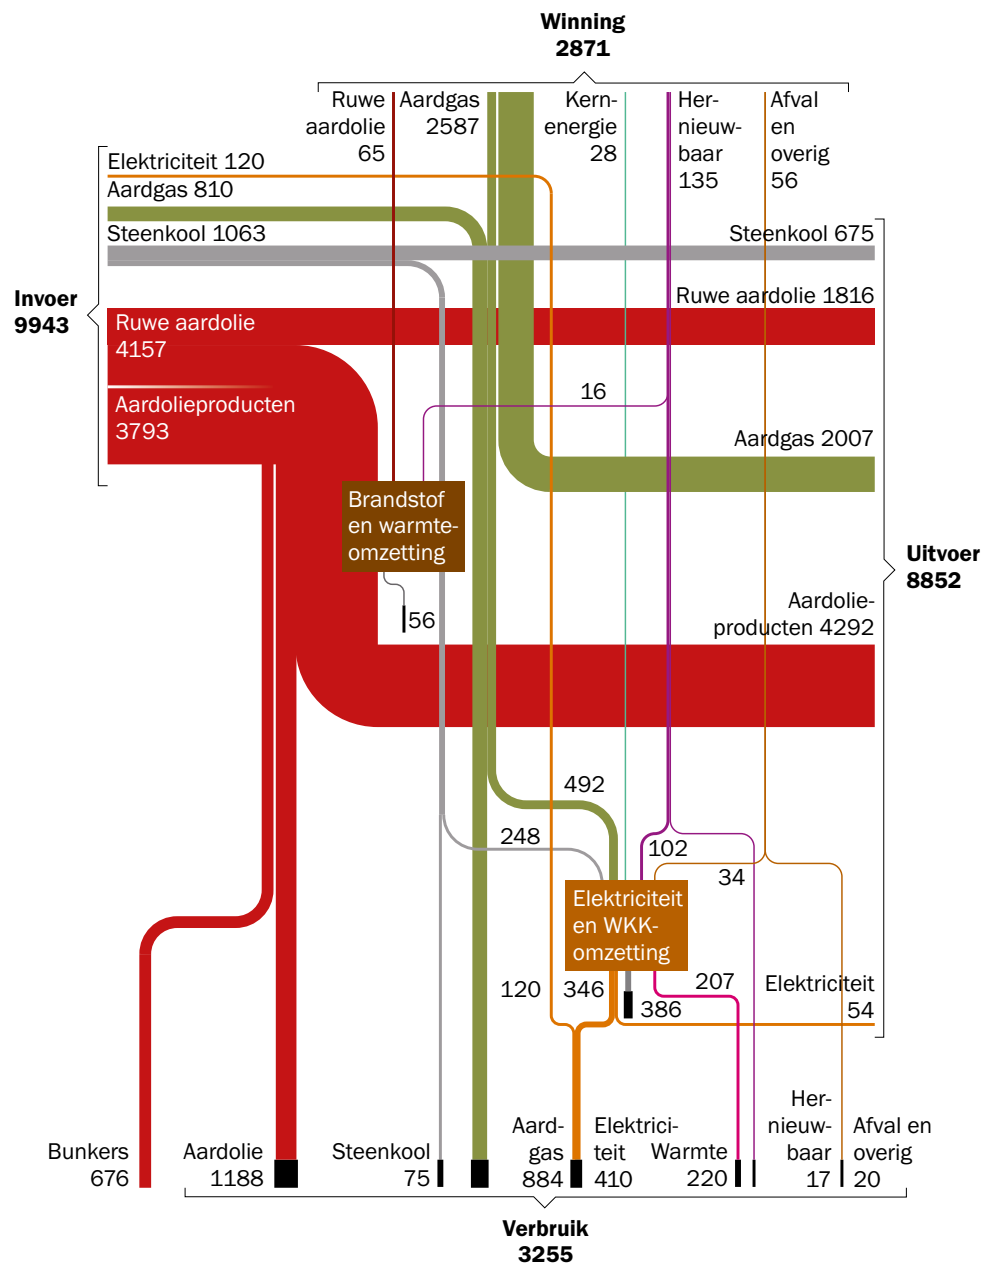 Winning
2871
Ruwe
aardolie
65
Aardgas
2587
Kern-
energie
28
Her-
nieuw-
baar
135
Afval
en
overig
56
Elektriciteit 120
Aardgas 810
Steenkool 1063
Steenkool 675
Invoer
9943
Ruwe aardolie 1816
Ruwe aardolie
4157
16
Aardolieproducten
3793
Aardgas 2007
Brandstof
en warmte-
omzetting
Uitvoer
8852
56
Aardolie-
producten 4292
492
248
102
34
Elektriciteit
en WKK-
omzetting
120
346
386
207
Elektriciteit
54
Bunkers
676
Aardolie
1188
Steenkool
75
Aard-
gas
884
Elektrici-
teit
410
Warmte
220
Her-
nieuw-
baar
17
Afval en
overig
20
Verbruik
3255